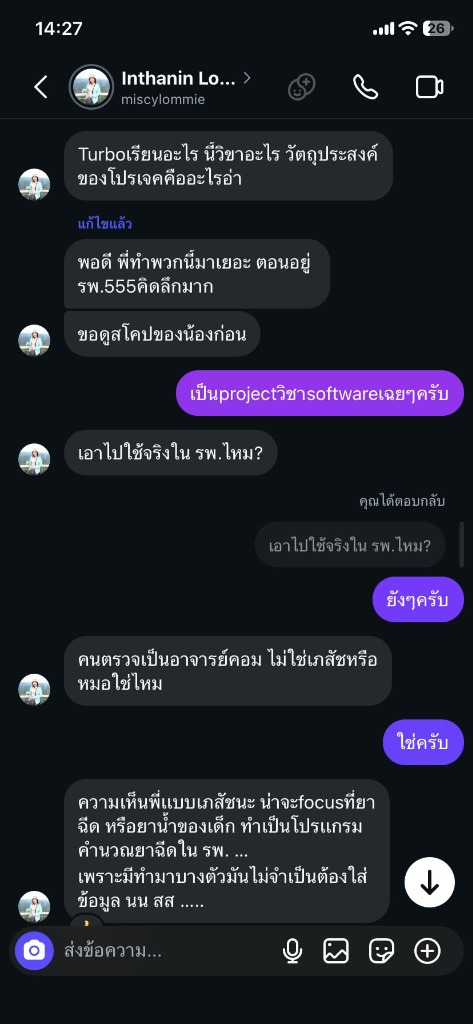 14:27
26
Inthanin Lo...
miscylommie
Turboเรียนอะไร นี้วิขาอะไร วัตถุประสงค์
ของโปรเจคคืออะไรอ่า
แก้ไขแล้ว
พอดี พี่ทำพวกนี้มาเยอะ ตอนอยู่
รพ.555คิดลึกมาก
ขอดูสโคปของน้องก่อน
เป็นprojectวิชาsoftwareเฉยๆครับ
เอาไปใช้จริงใน รพ.ไหม?
คุณได้ตอบกลับ
เอาไปใช้จริงใน รพ.ไหม?
ยังๆครับ
คนตรวจเป็นอาจารย์คอม ไม่ใช่เภสัชหรือ
หมอใช่ไหม
ใช่ครับ
ความเห็นพี่แบบเภสัชนะ น่าจะfocusที่ยา
ฉีด หรือยาน้ำของเด็ก ทำเป็นโปรแกรม
คำนวณยาฉีดใน รพ. ...
เพราะมีทำมาบางตัวมันไม่จำเป็นต้องใส่
ข้อมูล นน สส .....
ส่งข้อความ...